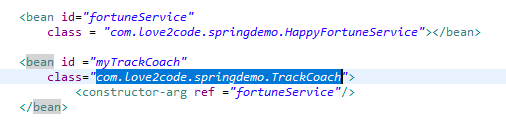 <bean id="fortuneService"
class = "com.love2code.springdemo.HappyFortuneService"></bean>
<bean id ="myTrackCoach"
class="com.love2code.springdemo.TrackCoach">
<constructor-arg ref ="fortuneService"/>
</bean>